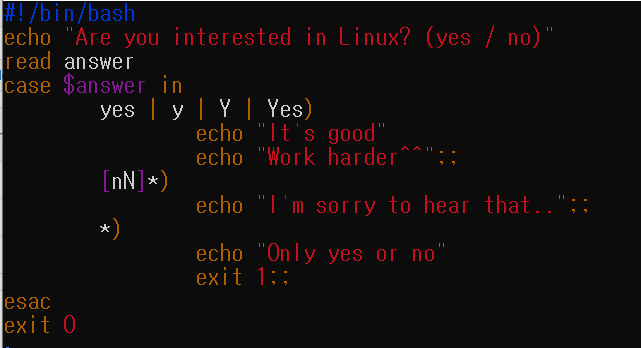 #!/bin/bash
echo "Are you interested in Linux? (yes / no)"
read answer
case $answer in
        yes | y | Y | Yes)
                echo "It's good"
                echo "Work harder^^";;
        [nN]*)
                echo "I'm sorry to hear that..";;
        *)
                echo "Only yes or no"
                exit 1;;
esac
exit 0